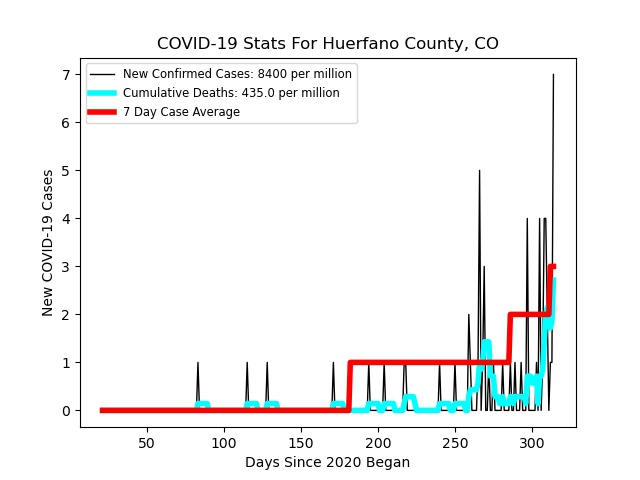 COVID-19 Stats For Huerfano County, CO
New Confirmed Cases: 8400 per million
Cumulative Deaths: 435.0 per million
7 Day Case Average
New COVID-19 Cases
7
6
5
4
3
2
1
0
50 100 150 200 250 300
Days Since 2020 Began